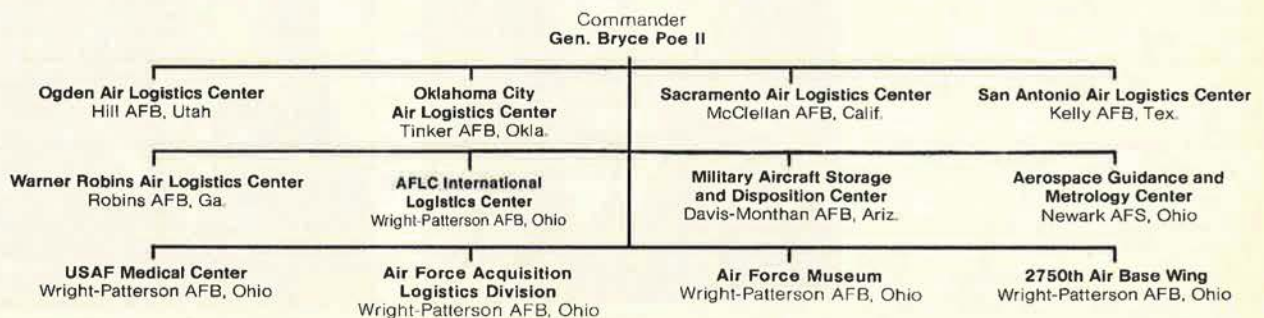 Commander
Gen. Bryce Poe II
Ogden Air Logistics Center
Hill AFB, Utah
Oklahoma City
Air Logistics Center
Tinker AFB, Okla.
Sacramento Air Logistics Center
McClellan AFB, Calif.
San Antonio Air Logistics Center
Kelly AFB, Tex.
Warner Robins Air Logistics Center
Robins AFB, Ga.
AFLC International
Logistics Center
Wright-Patterson AFB, Ohio
Military Aircraft Storage
and Disposition Center
Davis-Monthan AFB, Ariz.
Aerospace Guidance and
Metrology Center
Newark AFS, Ohio
USAF Medical Center
Wright-Patterson AFB, Ohio
Air Force Acquisition
Logistics Division
Wright-Patterson AFB, Ohio
Air Force Museum
Wright-Patterson AFB, Ohio
2750th Air Base Wing
Wright-Patterson AFB, Ohio